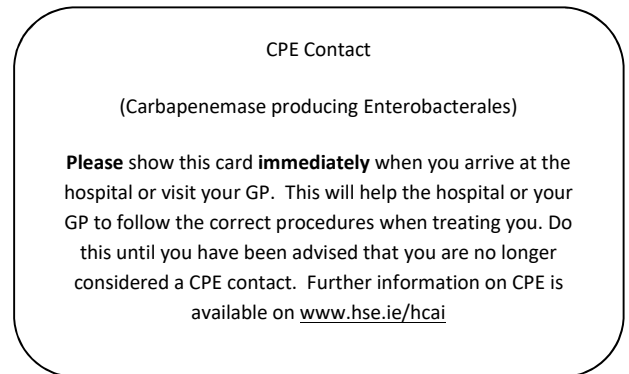 CPE Contact
(Carbapenemase producing Enterobacterales)
Please show this card immediately when you arrive at the
hospital or visit your GP.  This will help the hospital or your
GP to follow the correct procedures when treating you. Do
this until you have been advised that you are no longer
considered a CPE contact.  Further information on CPE is
available on www.hse.ie/hcai